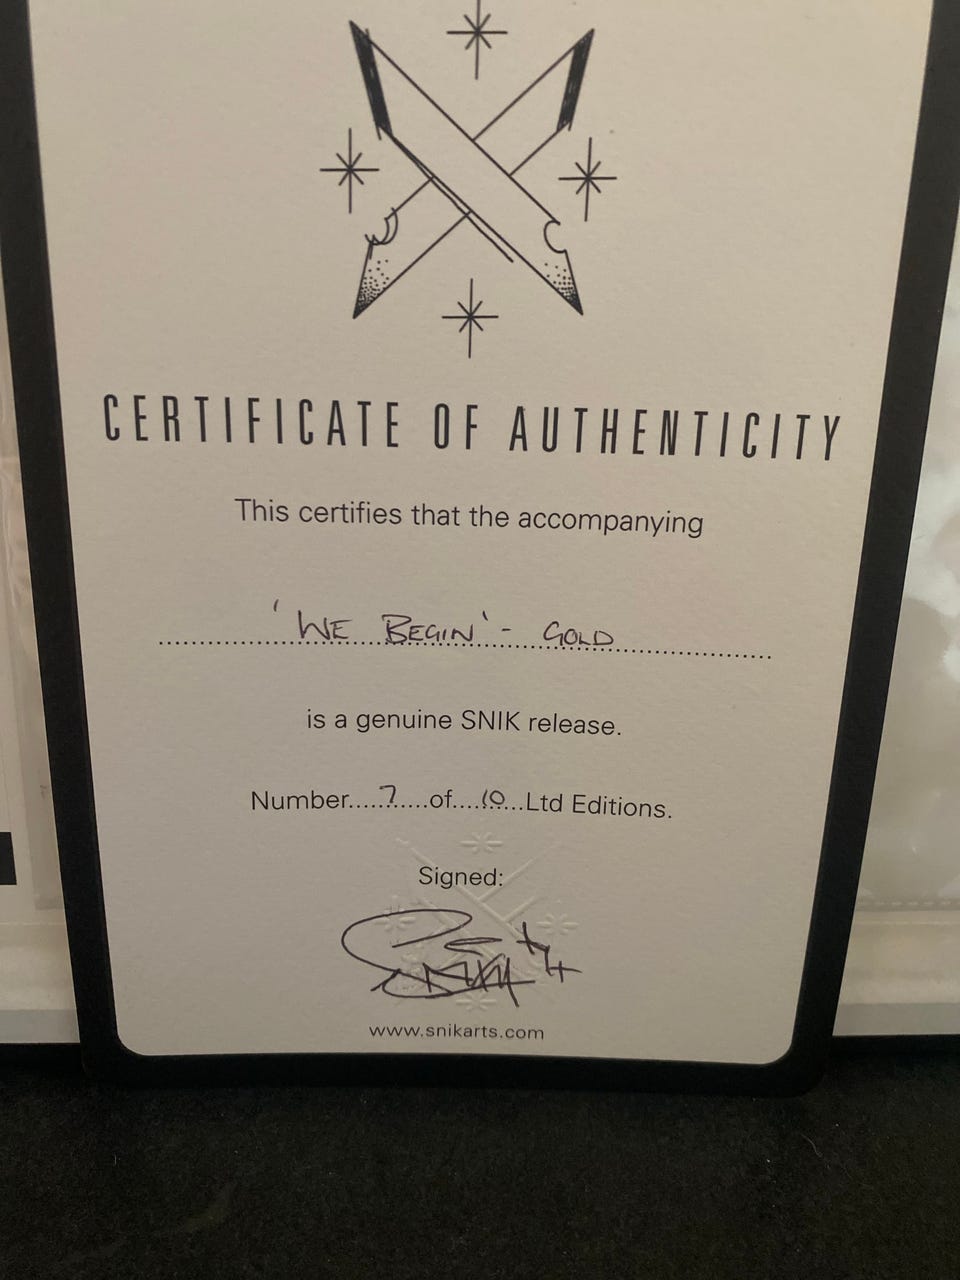 CERTIFICATE OF AUTHENTICITY
This certifies that the accompanying
'WE BEGIN' - GOLD
is a genuine SNIK release.
Number.....7.....of....10...Ltd Editions.
Signed:
www.snikarts.com